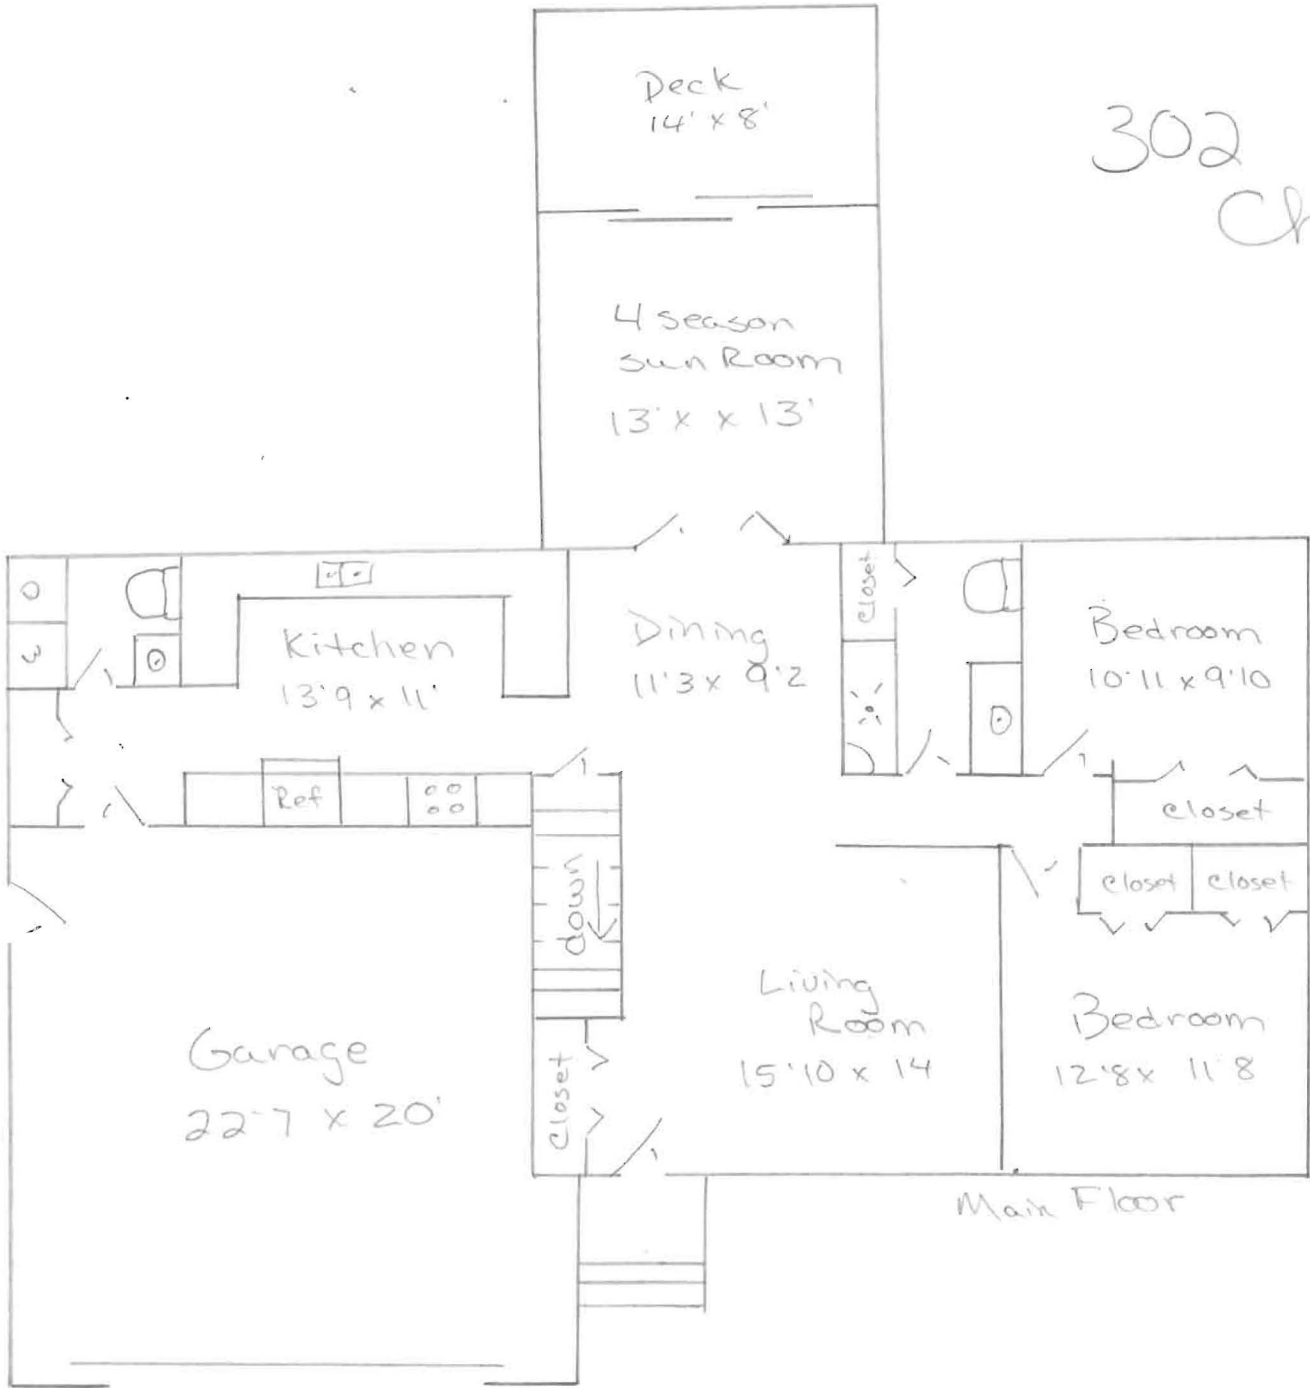 Deck
14' x 8'
302
Ch
4 season
sun Room
13' x x 13'
closet
D
W
Kitchen
13'9 x 11'
Dining
11'3 x 9'2
Bedroom
10'11 x 9'10
Ref
closet
down
closet closet
Living
Room
15'10 x 14
Bedroom
12'8 x 11'8
Garage
22'7 x 20'
closet
Main Floor